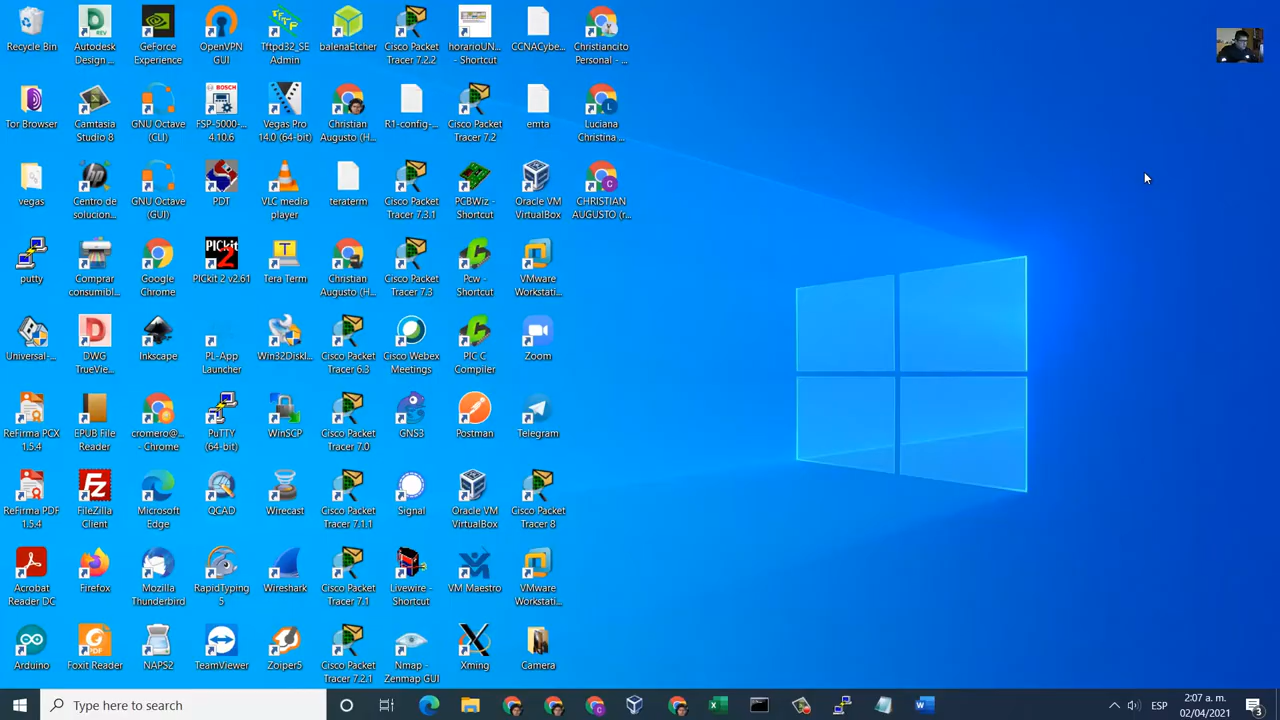 Recycle Bin
Autodesk
Design ...
GeForce
Experience
OpenVPN
GUI
Tftpd32_SE
Admin
balenaEtcher
Cisco Packet
Tracer 7.2.2
horarioUN...
- Shortcut
CCNACybe...
Christiancito
Personal - ...
Tor Browser
Camtasia
Studio 8
GNU Octave
(CLI)
FSP-5000-...
4.10.6
Vegas Pro
14.0 (64-bit)
Christian
Augusto (H...
R1-config-...
Cisco Packet
Tracer 7.2
emta
Luciana
Christina ...
vegas
Centro de
solucion...
GNU Octave
(GUI)
PDT
VLC media
player
teraterm
Cisco Packet
Tracer 7.3.1
PCBWiz -
Shortcut
Oracle VM
VirtualBox
CHRISTIAN
AUGUSTO (r...
putty
Comprar
consumibl...
Google
Chrome
PICkit 2 v2.61
Tera Term
Christian
Augusto (H...
Cisco Packet
Tracer 7.3
Pcw -
Shortcut
VMware
Workstati...
Universal-...
DWG
TrueVie...
Inkscape
PL-App
Launcher
Win32DiskI...
Cisco Packet
Tracer 6.3
Cisco Webex
Meetings
PIC C
Compiler
Zoom
ReFirma PCX
1.5.4
EPUB File
Reader
cromero@...
- Chrome
PuTTY
(64-bit)
WinSCP
Cisco Packet
Tracer 7.0
GNS3
Postman
Telegram
ReFirma PDF
1.5.4
FileZilla
Client
Microsoft
Edge
QCAD
Wirecast
Cisco Packet
Tracer 7.1.1
Signal
Oracle VM
VirtualBox
Cisco Packet
Tracer 8
Acrobat
Reader DC
Firefox
Mozilla
Thunderbird
RapidTyping
5
Wireshark
Cisco Packet
Tracer 7.1
Livewire -
Shortcut
VM Maestro
VMware
Workstati...
Arduino
Foxit Reader
NAPS2
TeamViewer
Zoiper5
Cisco Packet
Tracer 7.2.1
Nmap -
Zenmap GUI
Xming
Camera
Type here to search
ESP
2:07 a. m.
02/04/2021
3